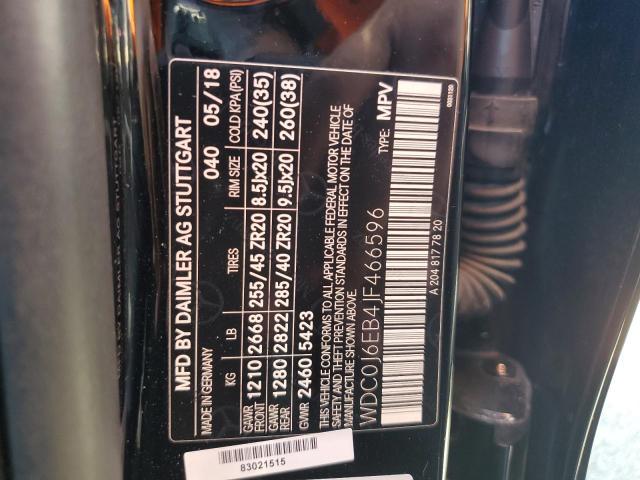 MFD BY DAIMLER AG STUTTGART
MADE IN GERMANY 040 05/18
KG LB TIRES RIM SIZE COLD KPA (PSI)
GAWR FRONT 1210 2668 255/45 ZR20 8.5Jx20 240(35)
GAWR REAR 1280 2822 285/40 ZR20 9.5Jx20 260(38)
GVWR 2460 5423
THIS VEHICLE CONFORMS TO ALL APPLICABLE FEDERAL MOTOR VEHICLE
SAFETY AND THEFT PREVENTION STANDARDS IN EFFECT ON THE DATE OF
MANUFACTURE SHOWN ABOVE.
WDC0J6EB4JF466596 TYPE: MPV
A 204 817 78 20
0031129
83021515